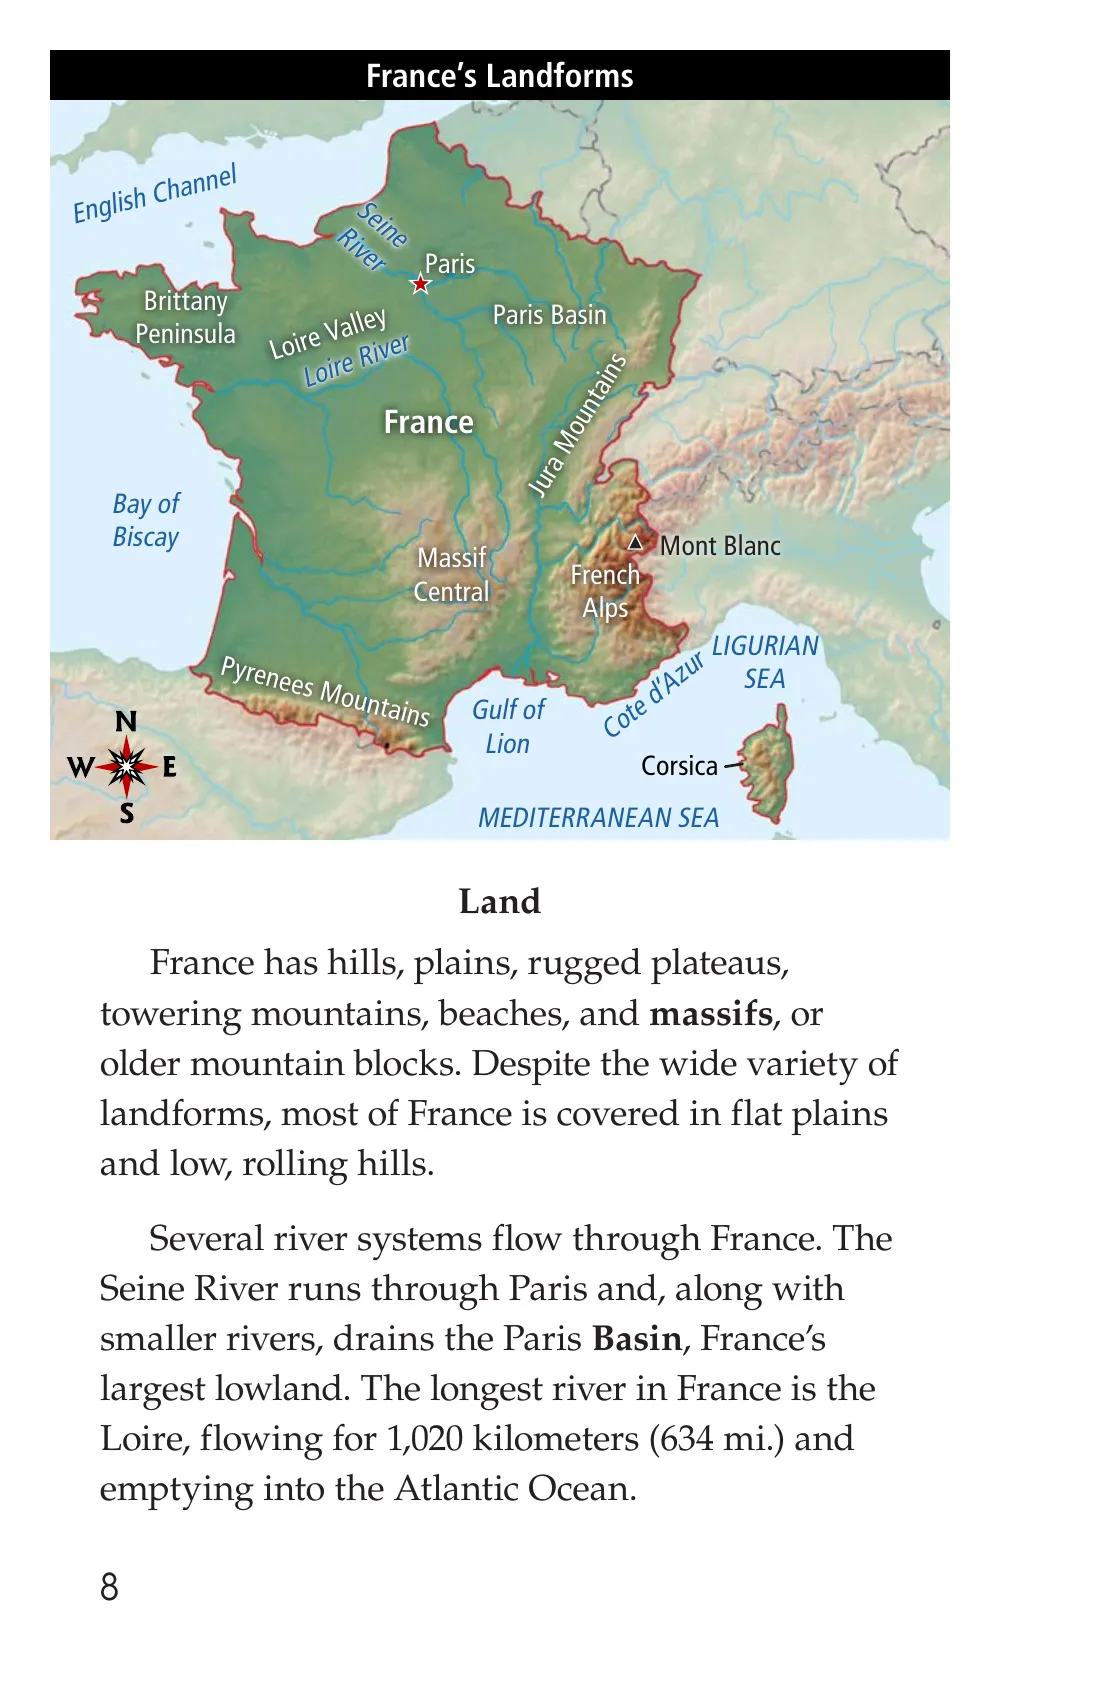 France’s Landforms
English Channel
Seine
River
Paris
Brittany
Peninsula
Loire Valley
Loire River
Paris Basin
France
Jura Mountains
Bay of
Biscay
Massif
Central
Mont Blanc
French
Alps
LIGURIAN
SEA
Cote d’Azur
Pyrenees Mountains
Gulf of
Lion
Corsica
MEDITERRANEAN SEA
N
W E
S
Land
France has hills, plains, rugged plateaus,
towering mountains, beaches, and massifs, or
older mountain blocks. Despite the wide variety of
landforms, most of France is covered in flat plains
and low, rolling hills.
Several river systems flow through France. The
Seine River runs through Paris and, along with
smaller rivers, drains the Paris Basin, France’s
largest lowland. The longest river in France is the
Loire, flowing for 1,020 kilometers (634 mi.) and
emptying into the Atlantic Ocean.
8